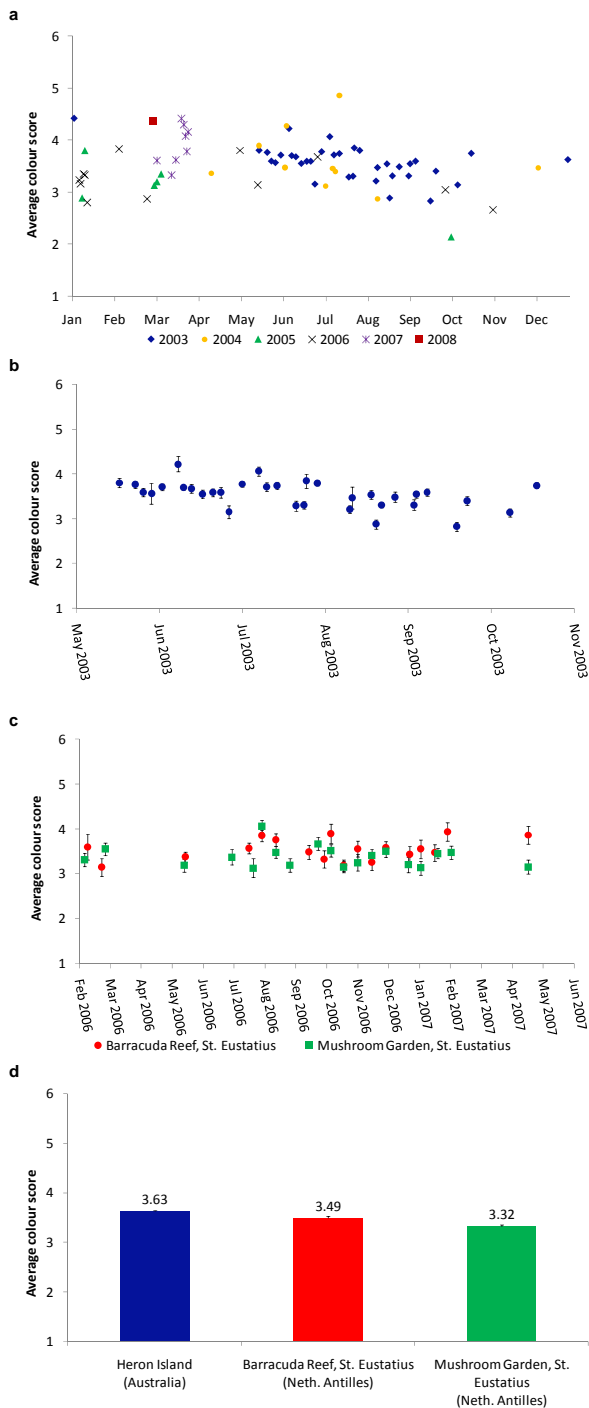 a
6
5
4
3
2
1
Average colour score
Jan Feb Mar Apr May Jun Jul Aug Sep Oct Nov Dec
2003 2004 2005 2006 2007 2008
b
6
5
4
3
2
1
Average colour score
May 2003 Jun 2003 Jul 2003 Aug 2003 Sep 2003 Oct 2003 Nov 2003
c
6
5
4
3
2
1
Average colour score
Feb 2006 Mar 2006 Apr 2006 May 2006 Jun 2006 Jul 2006 Aug 2006 Sep 2006 Oct 2006 Nov 2006 Dec 2006 Jan 2007 Feb 2007 Mar 2007 Apr 2007 May 2007 Jun 2007
Barracuda Reef, St. Eustatius Mushroom Garden, St. Eustatius
d
6
5
4
3
2
1
Average colour score
3.63 3.49 3.32
Heron Island
(Australia)
Barracuda Reef, St. Eustatius
(Neth. Antilles)
Mushroom Garden, St.
Eustatius
(Neth. Antilles)